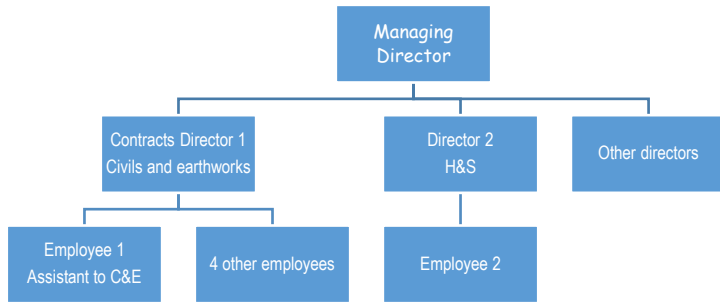 Managing
Director
Contracts Director 1
Civils and earthworks
Director 2
H&S
Other directors
Employee 1
Assistant to C&E
4 other employees
Employee 2